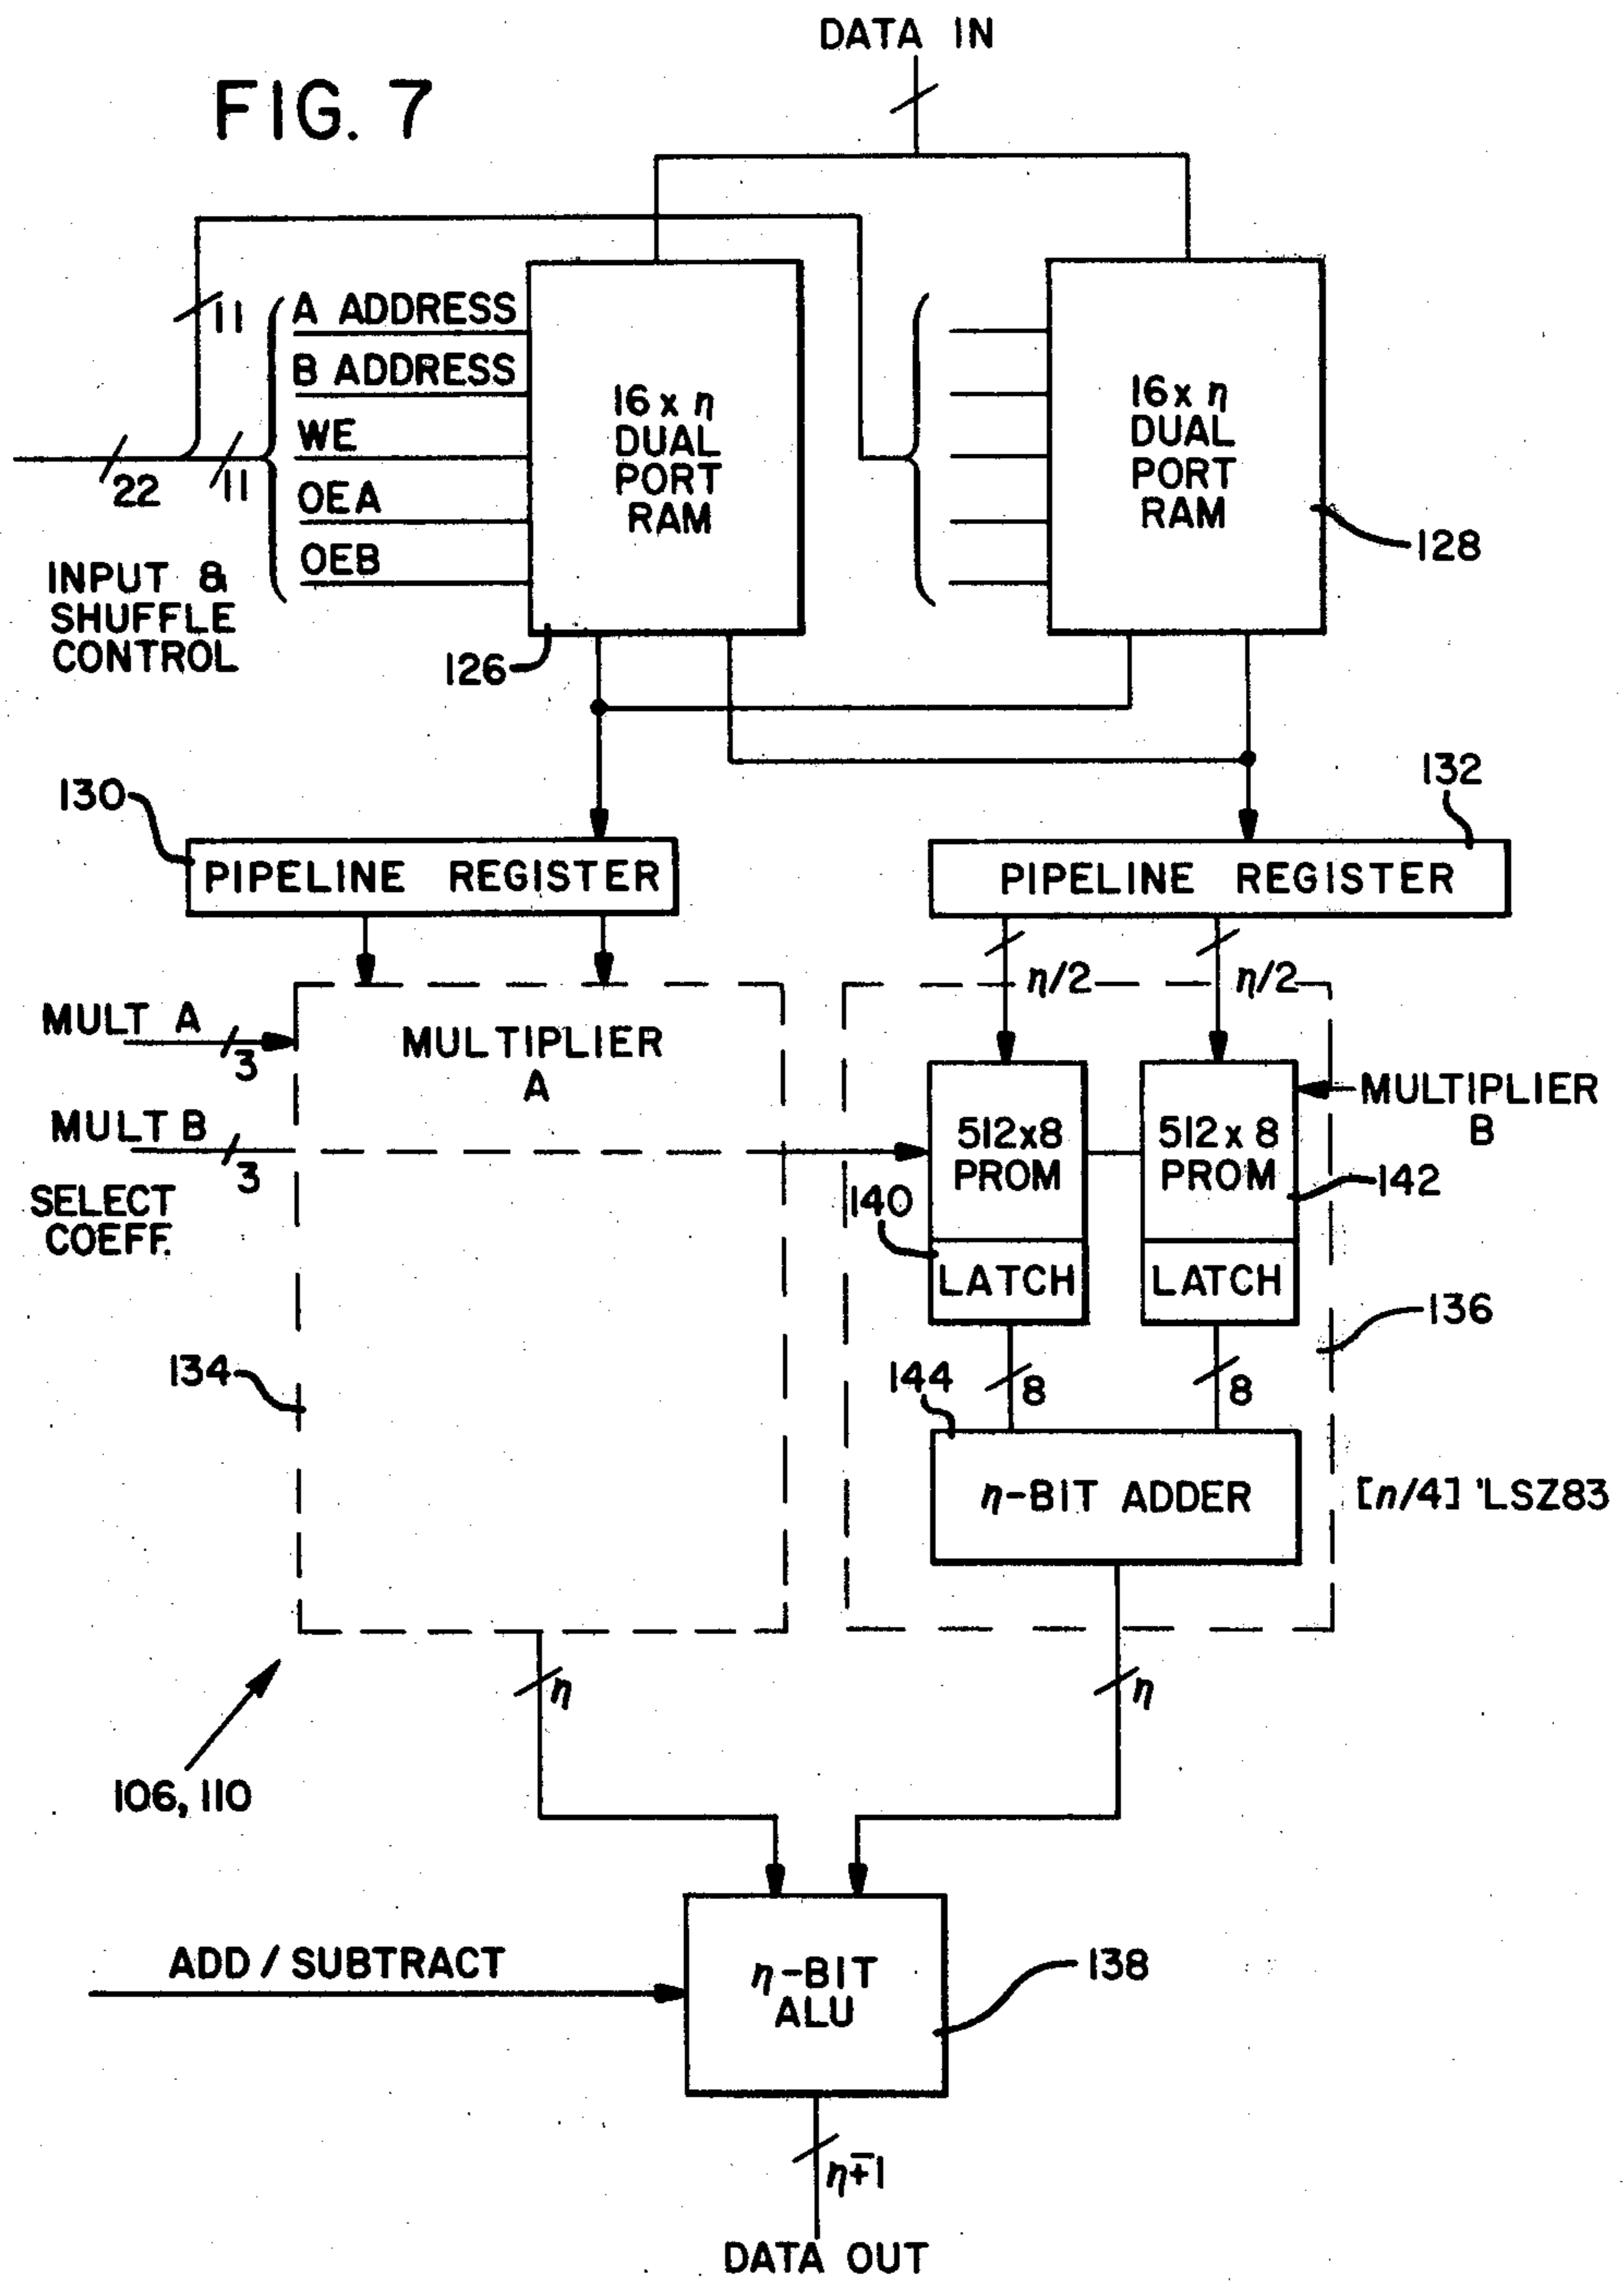 DATA IN
FIG. 7
11
A ADDRESS
B ADDRESS
WE
OEA
OEB
22
11
INPUT &
SHUFFLE
CONTROL
16 x η
DUAL
PORT
RAM
16 x η
DUAL
PORT
RAM
126
128
130
132
PIPELINE REGISTER
PIPELINE REGISTER
η/2
η/2
MULT A
3
MULTIPLIER
A
MULT B
3
SELECT
COEFF.
512x8
PROM
512x8
PROM
MULTIPLIER
B
140
142
LATCH
LATCH
134
136
144
8
8
η-BIT ADDER
[n/4] 'LSZ83
η
η
106, 110
ADD / SUBTRACT
η-BIT
ALU
138
η+1
DATA OUT